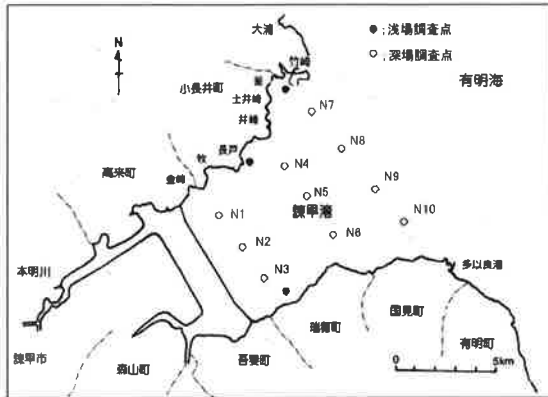 大浦
●：浅場調査点
○：深場調査点
N
竹崎
有明海
釜
小長井町
土井崎
井崎
N7
長戸
N8
牧
高来町
N4
金崎
N9
N5
諫早湾
N1
N10
N6
N2
本明川
多以良港
N3
国見町
瑞穂町
諫早市
森山町
吾妻町
有明町
0
5km